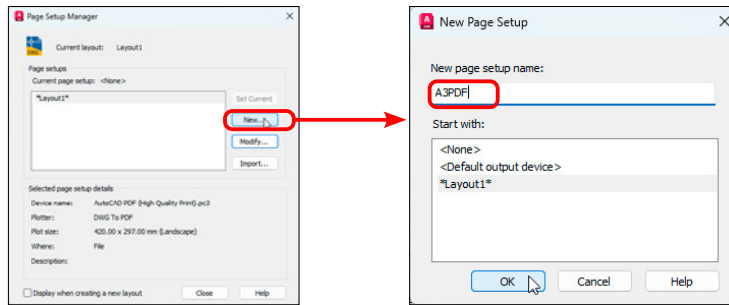 Page Setup Manager
DWG
Current layout: Layout1
Page setups
Current page setup: <None>
*Layout1*
Set Current
New...
Modify...
Import...
Selected page setup details
Device name: AutoCAD PDF (High Quality Print).pc3
Plotter: DWG To PDF
Plot size: 420.00 x 297.00 mm (Landscape)
Where: File
Description:
Display when creating a new layout
Close
Help
New Page Setup
New page setup name:
A3PDF
Start with:
<None>
<Default output device>
*Layout1*
OK
Cancel
Help